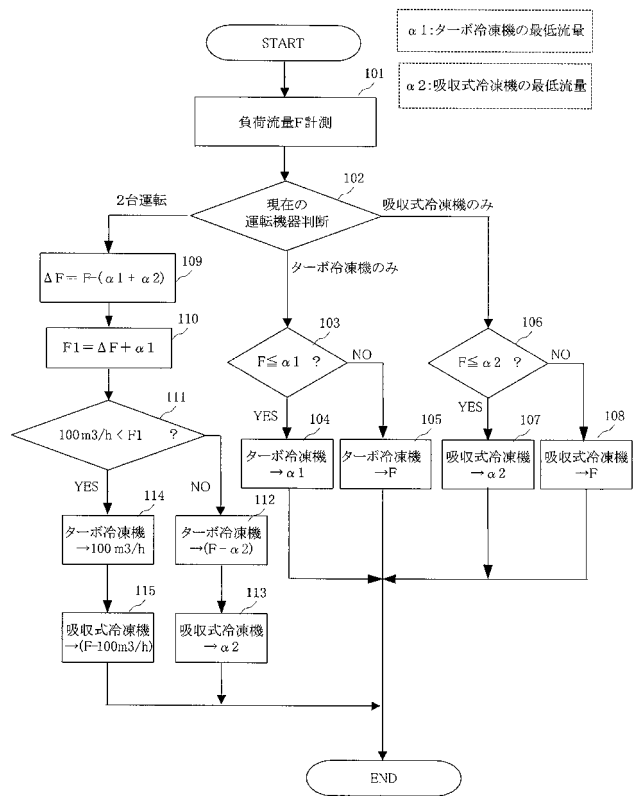 START
α1:ターボ冷凍機の最低流量
α2:吸収式冷凍機の最低流量
101
負荷流量F計測
102
現在の
運転機器判断
2台運転
吸収式冷凍機のみ
ターボ冷凍機のみ
109
ΔF=F-(α1+α2)
110
F1=ΔF+α1
103
F≦α1 ?
NO
YES
106
F≦α2 ?
NO
YES
111
100m3/h<F1 ?
YES
NO
104
ターボ冷凍機
→α1
105
ターボ冷凍機
→F
107
吸収式冷凍機
→α2
108
吸収式冷凍機
→F
114
ターボ冷凍機
→100m3/h
112
ターボ冷凍機
→(F-α2)
115
吸収式冷凍機
→(F-100m3/h)
113
吸収式冷凍機
→α2
END